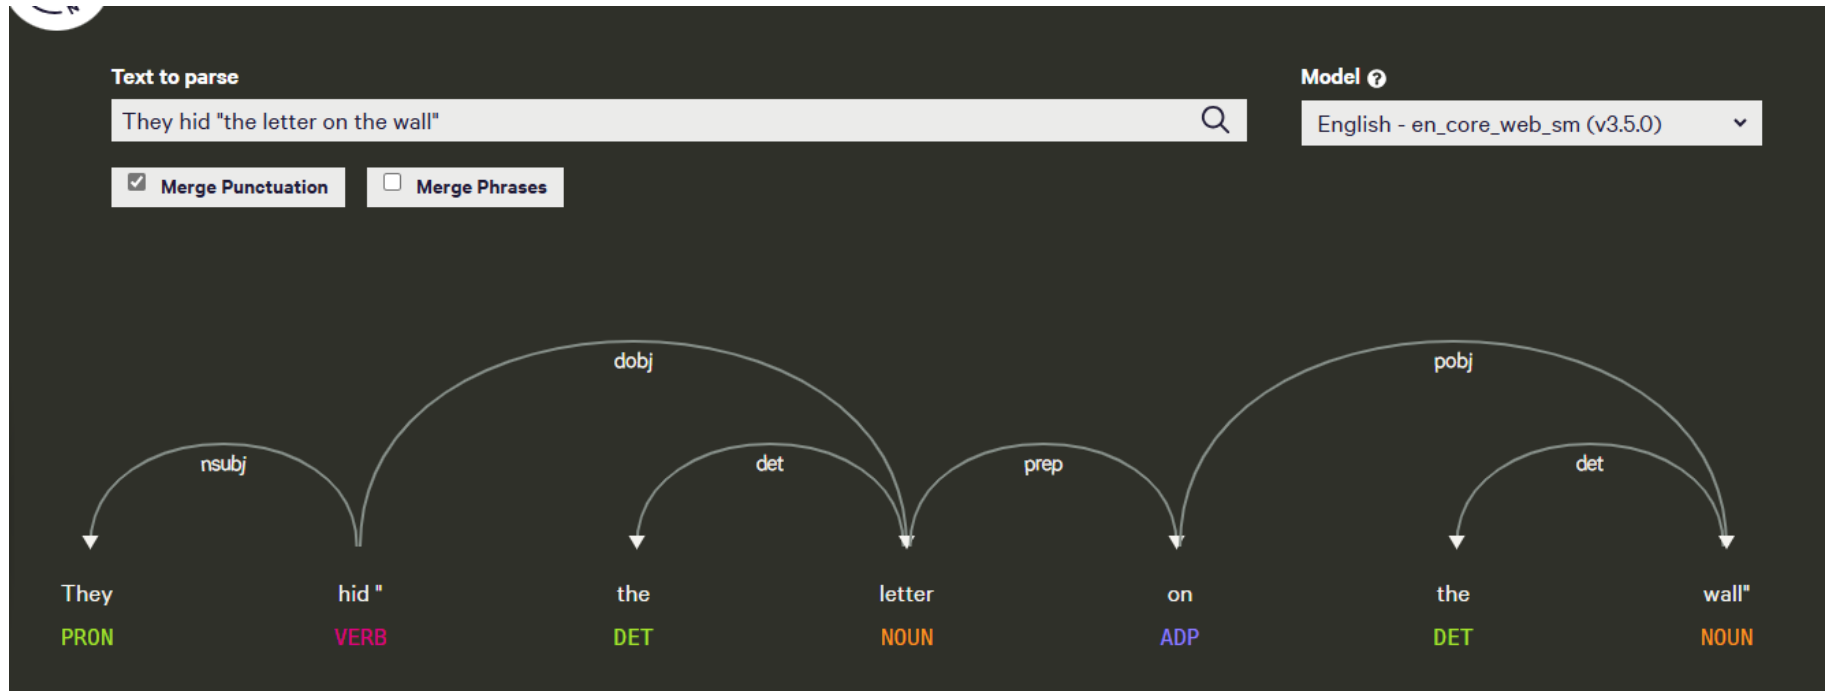 Text to parse
Model ?
They hid "the letter on the wall"
English - en_core_web_sm (v3.5.0)
Merge Punctuation
Merge Phrases
dobj
pobj
nsubj
det
prep
det
They hid " the letter on the wall"
PRON VERB DET NOUN ADP DET NOUN